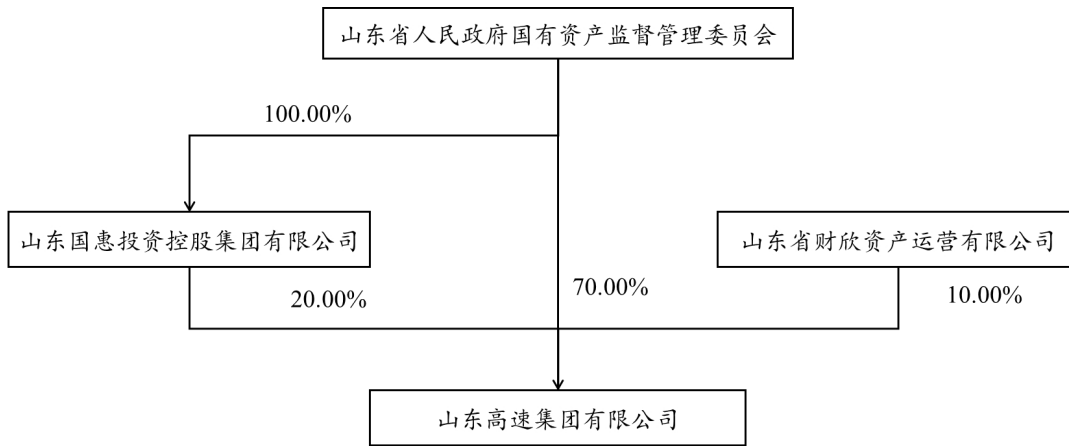 山东省人民政府国有资产监督管理委员会
100.00%
山东国惠投资控股集团有限公司
山东省财欣资产运营有限公司
20.00%
70.00%
10.00%
山东高速集团有限公司